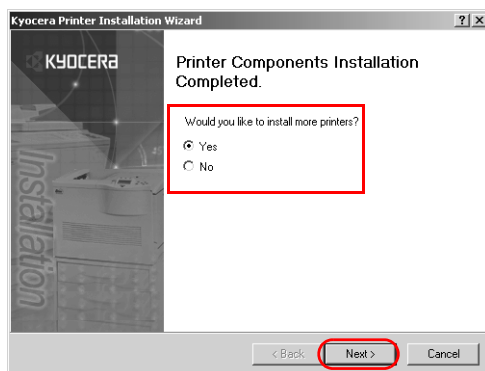 Kyocera Printer Installation Wizard
? X
KYOCERA
Printer Components Installation
Completed.
Would you like to install more printers?
Yes
No
Installation
< Back
Next >
Cancel